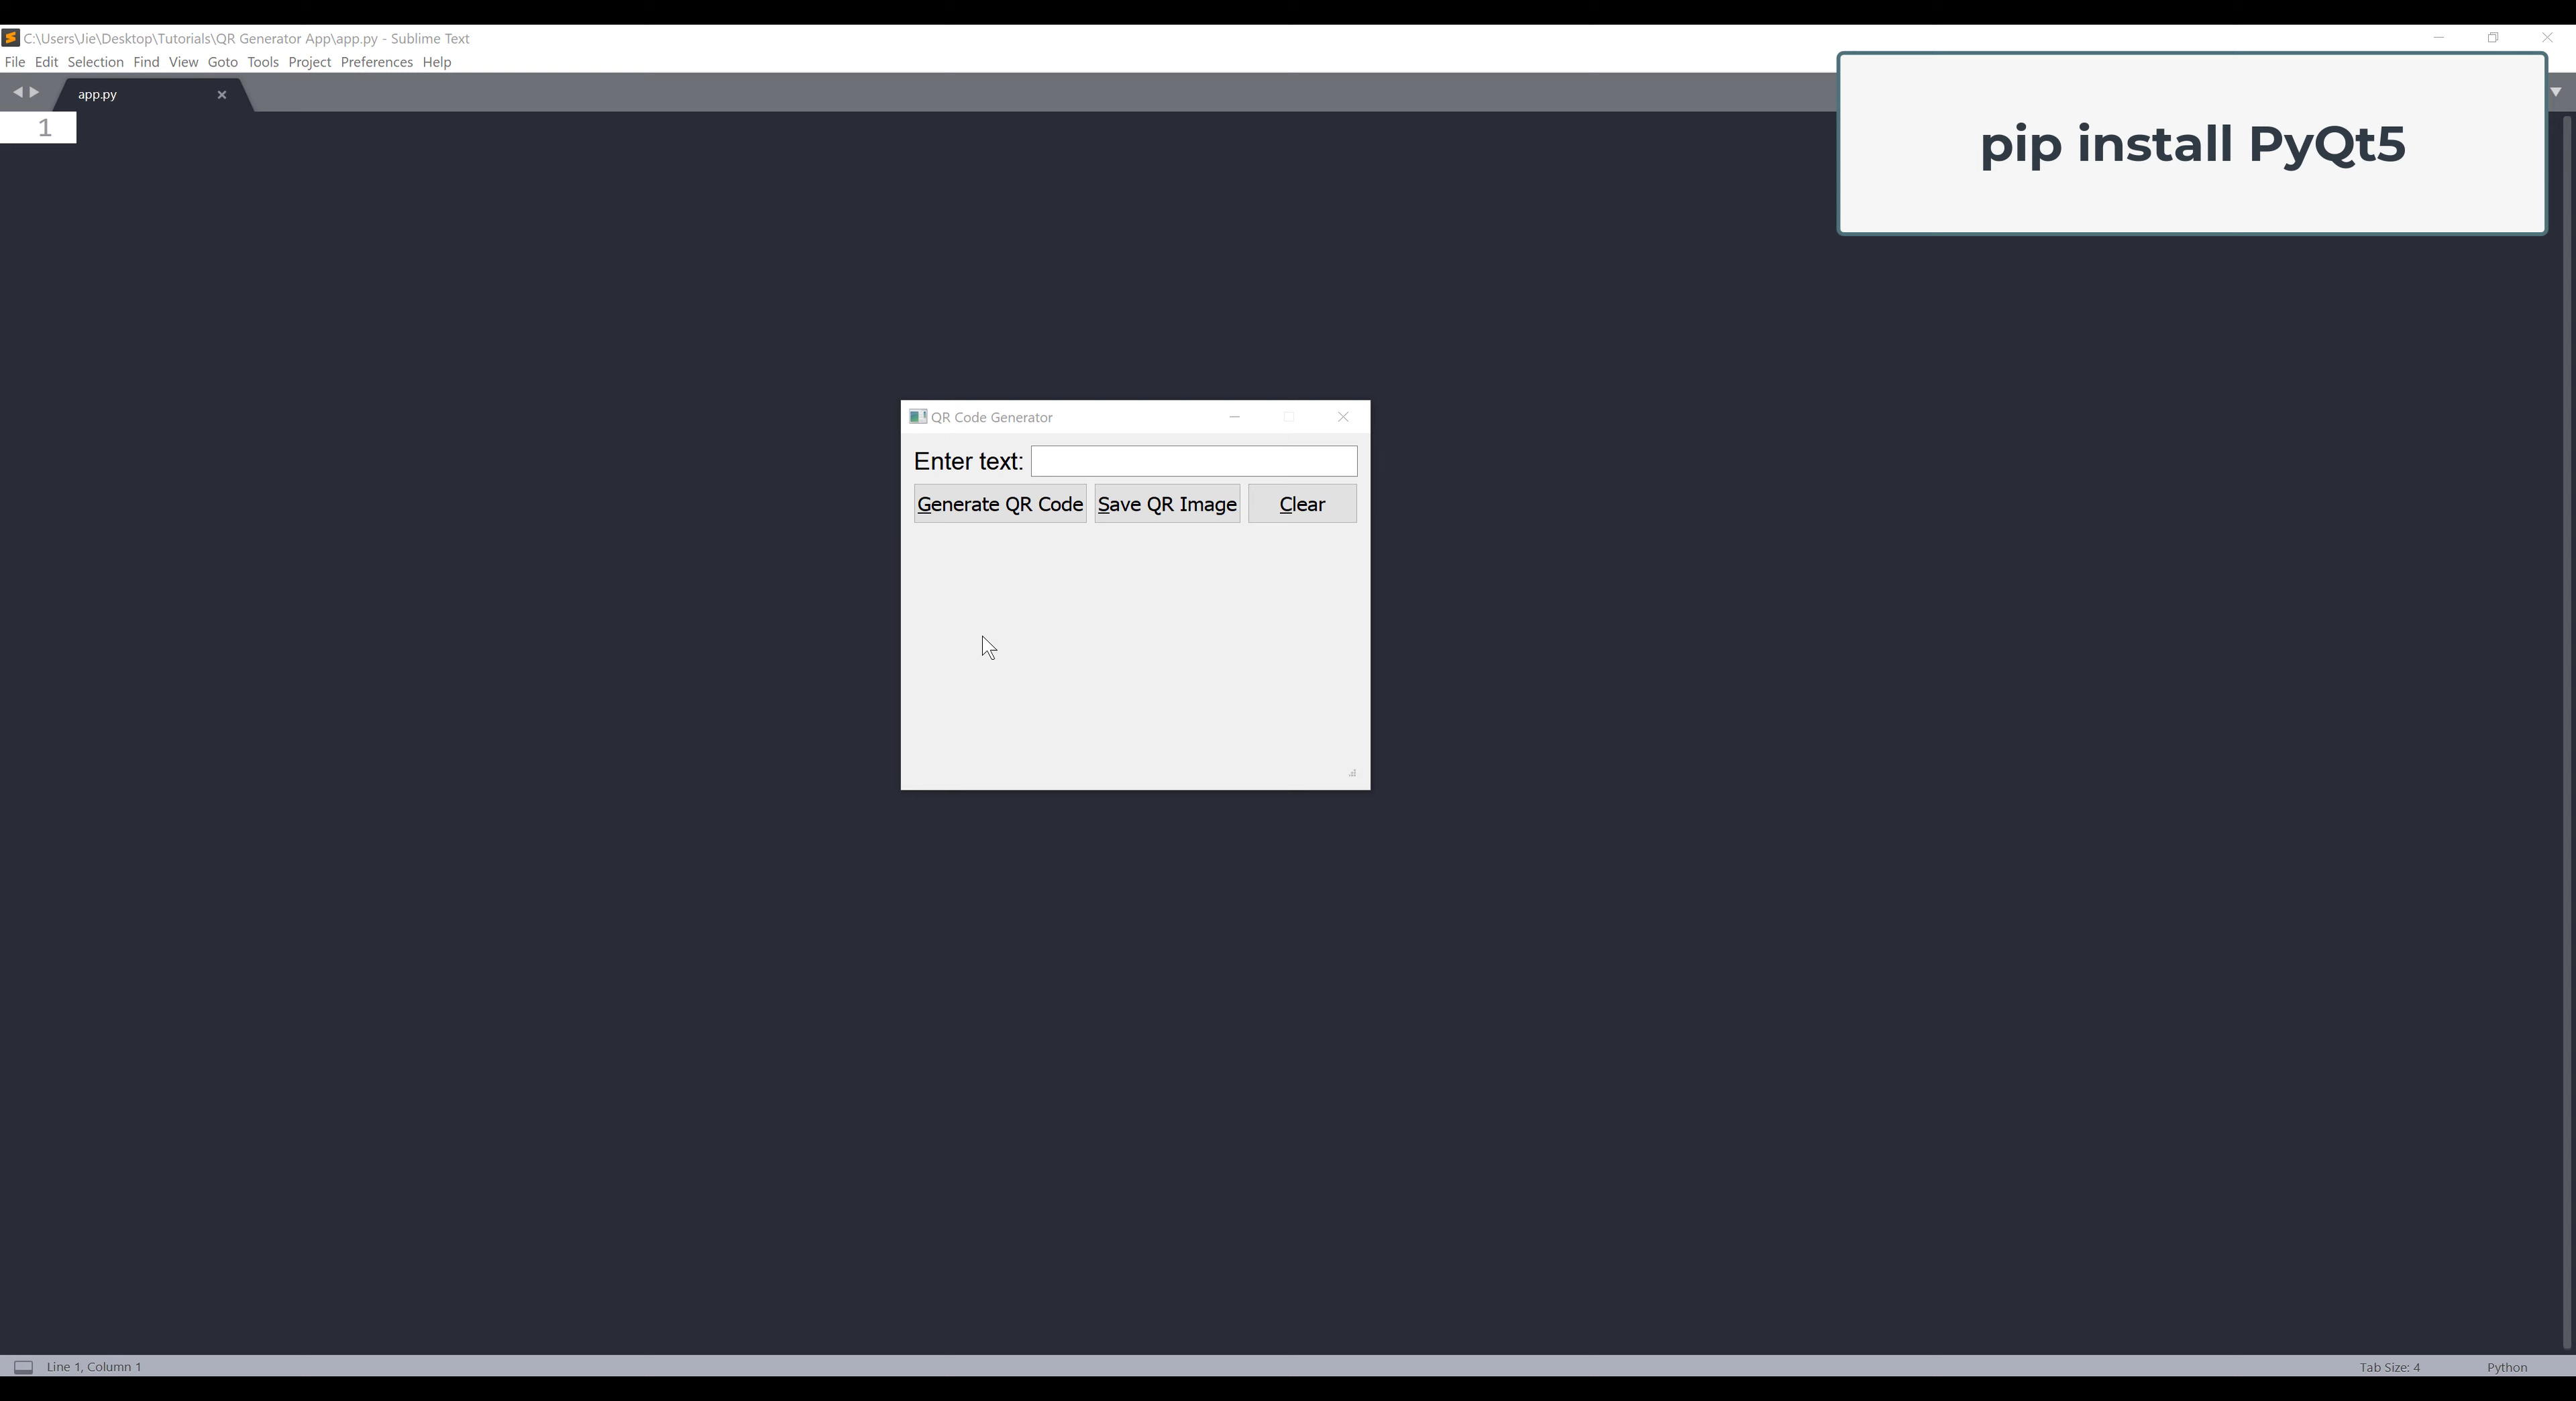 C:\Users\Jie\Desktop\Tutorials\QR Generator App\app.py - Sublime Text
File Edit Selection Find View Goto Tools Project Preferences Help
app.py
1
pip install PyQt5
QR Code Generator
Enter text:
Generate QR Code Save QR Image Clear
Line 1, Column 1 Tab Size: 4 Python